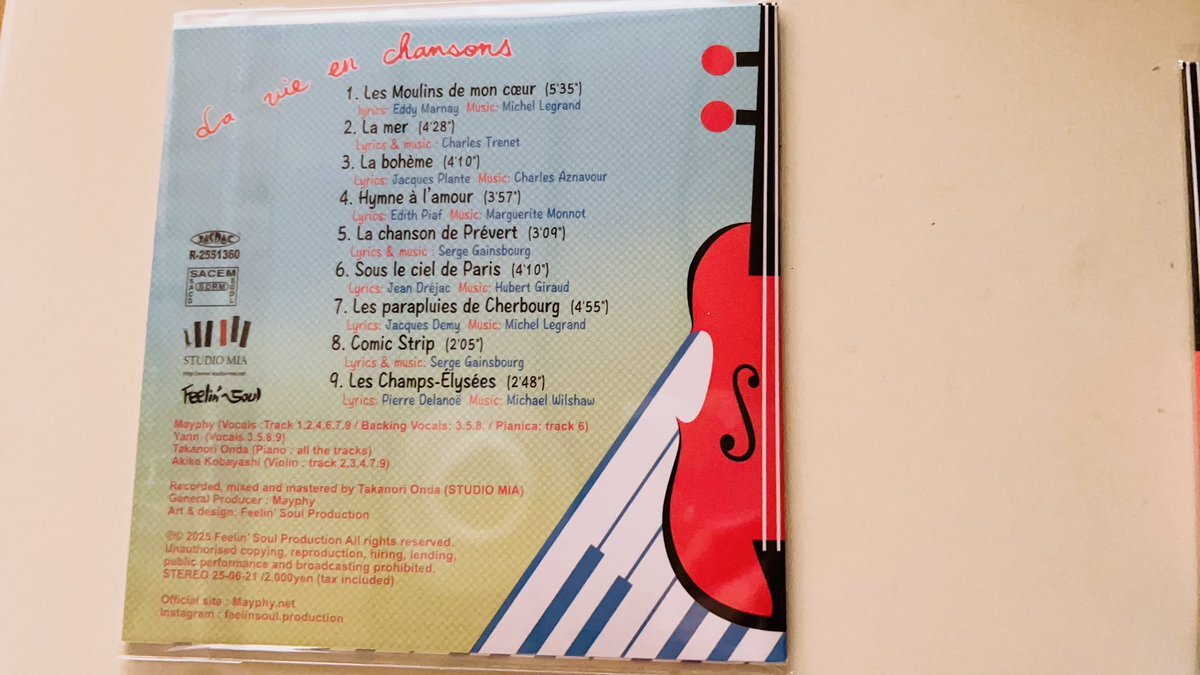 La vie en chansons
1. Les Moulins de mon cœur (5'35")
lyrics: Eddy Marnay Music: Michel Legrand
2. La mer (4'28")
Lyrics & music : Charles Trenet
3. La bohème (4'10")
Lyrics: Jacques Plante Music: Charles Aznavour
4. Hymne à l'amour (3'57")
Lyrics: Edith Piaf Music: Marguerite Monnot
5. La chanson de Prévert (3'09")
Lyrics & music : Serge Gainsbourg
6. Sous le ciel de Paris (4'10")
Lyrics: Jean Dréjac Music: Hubert Giraud
7. Les parapluies de Cherbourg (4'55")
Lyrics: Jacques Demy Music: Michel Legrand
8. Comic Strip (2'05")
Lyrics & music: Serge Gainsbourg
9. Les Champs-Élysées (2'48")
Lyrics: Pierre Delanoë Music: Michael Wilshaw
JASRAC
R-2551360
SACEM
SDRM
STUDIO MIA
http://www.studio-mia.net
Feelin' Soul
Mayphy (Vocals :Track 1.2.4.6.7.9 / Backing Vocals: 3.5.8. / Pianica: track 6)
Yann (Vocals 3.5.8.9)
Takanori Onda (Piano : all the tracks)
Akiko Kobayashi (Violin : track 2.3.4.7.9)
Recorded, mixed and mastered by Takanori Onda (STUDIO MIA)
General Producer : Mayphy
Art & design: Feelin' Soul Production
℗© 2025 Feelin' Soul Production All rights reserved.
Unauthorised copying, reproduction, hiring, lending,
public performance and broadcasting prohibited.
STEREO 25-06-21 /2.000yen (tax included)
Official site : Mayphy.net
Instagram : feelinsoul.production